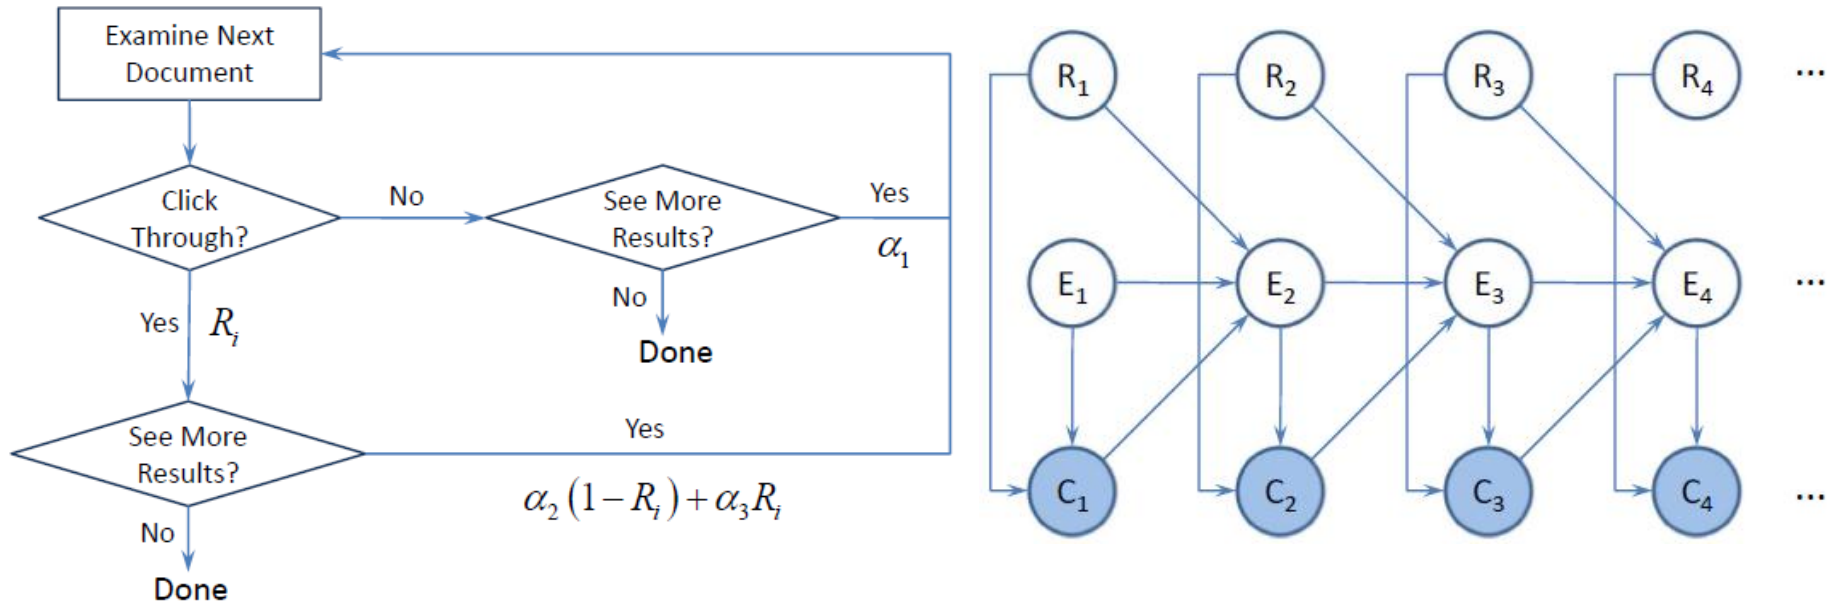 Examine Next
Document
Click
Through?
No
See More
Results?
Yes
α₁
No
Done
Yes
Rᵢ
See More
Results?
Yes
α₂(1−Rᵢ)+α₃Rᵢ
No
Done
R₁
R₂
R₃
R₄
...
E₁
E₂
E₃
E₄
...
C₁
C₂
C₃
C₄
...